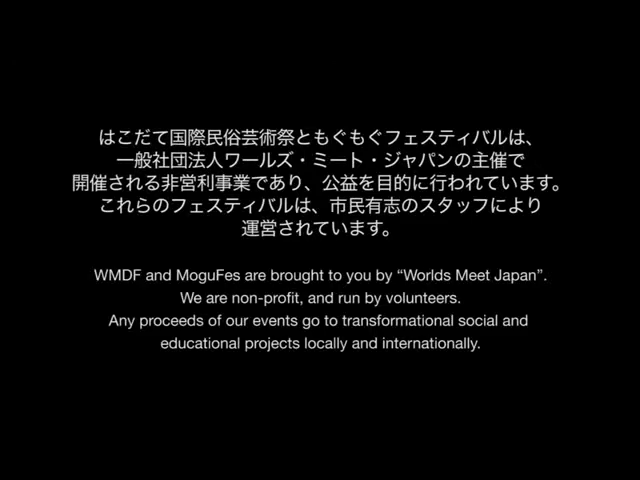 はこだて国際民俗芸術祭ともぐもぐフェスティバルは、
一般社団法人ワールズ・ミート・ジャパンの主催で
開催される非営利事業であり、公益を目的に行われています。
これらのフェスティバルは、市民有志のスタッフにより
運営されています。
WMDF and MoguFes are brought to you by “Worlds Meet Japan”.
We are non-profit, and run by volunteers.
Any proceeds of our events go to transformational social and
educational projects locally and internationally.